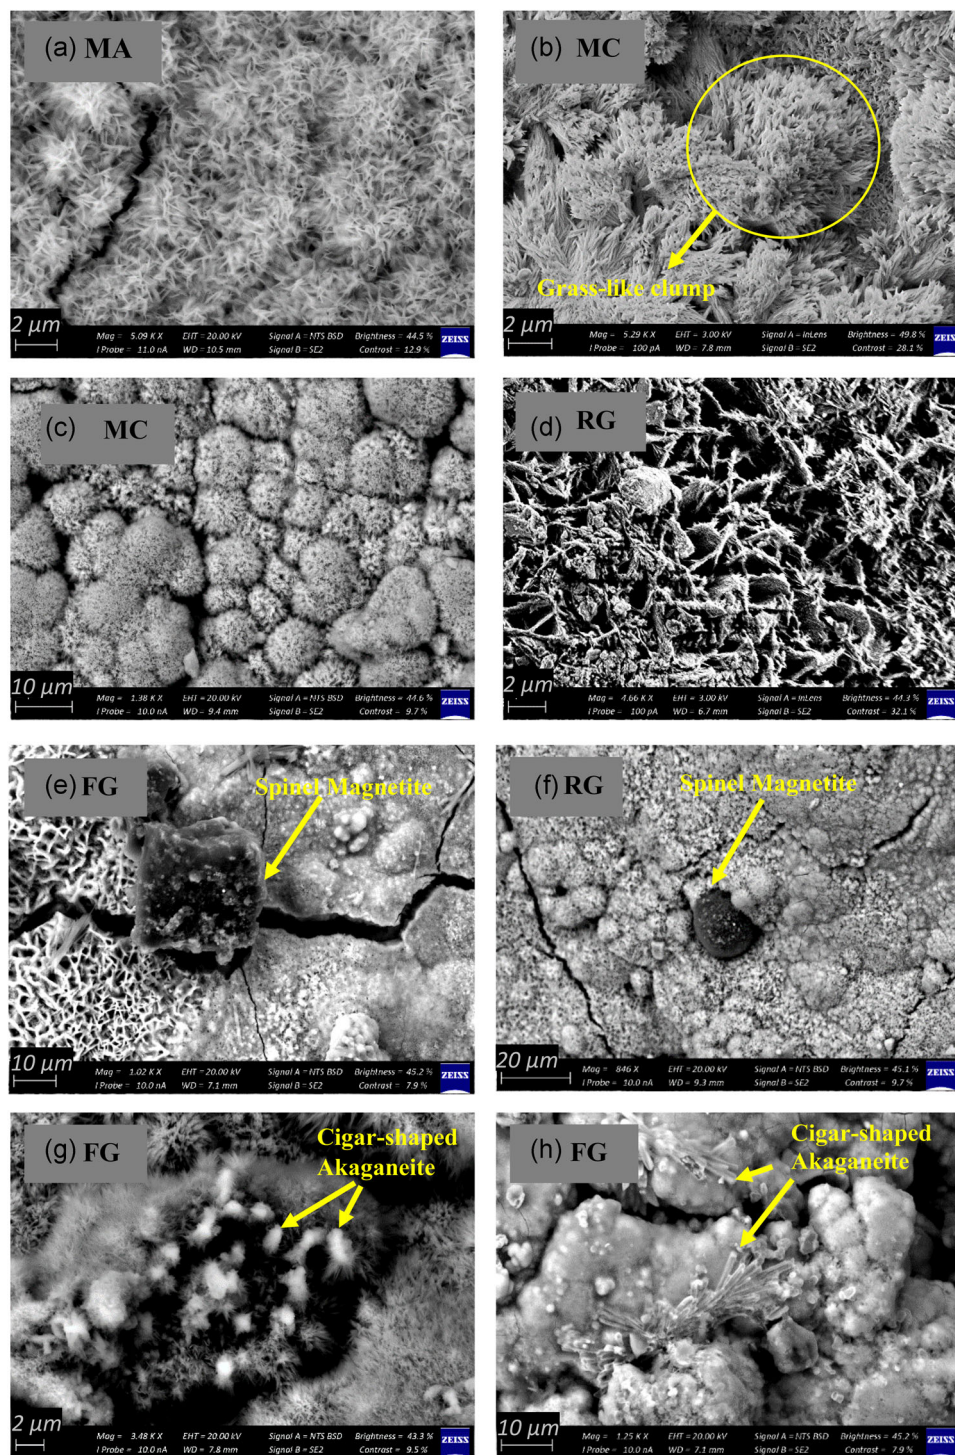 (a) MA
2 μm
Mag = 5.09 K X EHT = 20.00 kV Signal A = NTS BSD Brightness = 44.5 %
I Probe = 11.0 nA WD = 10.5 mm Signal B = SE2 Contrast = 12.9 %
ZEISS
(b) MC
Grass-like clump
2 μm
Mag = 5.29 K X EHT = 3.00 kV Signal A = InLens Brightness = 49.8 %
I Probe = 100 pA WD = 7.8 mm Signal B = SE2 Contrast = 28.1 %
ZEISS
(c) MC
10 μm
Mag = 1.38 K X EHT = 20.00 kV Signal A = NTS BSD Brightness = 44.6 %
I Probe = 10.0 nA WD = 9.4 mm Signal B = SE2 Contrast = 9.7 %
ZEISS
(d) RG
2 μm
Mag = 4.66 K X EHT = 3.00 kV Signal A = InLens Brightness = 44.3 %
I Probe = 100 pA WD = 6.7 mm Signal B = SE2 Contrast = 32.1 %
ZEISS
(e) FG
Spinel Magnetite
10 μm
Mag = 1.02 K X EHT = 20.00 kV Signal A = NTS BSD Brightness = 45.2 %
I Probe = 10.0 nA WD = 7.1 mm Signal B = SE2 Contrast = 7.9 %
ZEISS
(f) RG
Spinel Magnetite
20 μm
Mag = 846 X EHT = 20.00 kV Signal A = NTS BSD Brightness = 45.1 %
I Probe = 10.0 nA WD = 9.3 mm Signal B = SE2 Contrast = 9.7 %
ZEISS
(g) FG
Cigar-shaped
Akaganeite
2 μm
Mag = 3.48 K X EHT = 20.00 kV Signal A = NTS BSD Brightness = 43.3 %
I Probe = 10.0 nA WD = 7.8 mm Signal B = SE2 Contrast = 9.5 %
ZEISS
(h) FG
Cigar-shaped
Akaganeite
10 μm
Mag = 1.25 K X EHT = 20.00 kV Signal A = NTS BSD Brightness = 45.2 %
I Probe = 10.0 nA WD = 7.1 mm Signal B = SE2 Contrast = 7.9 %
ZEISS